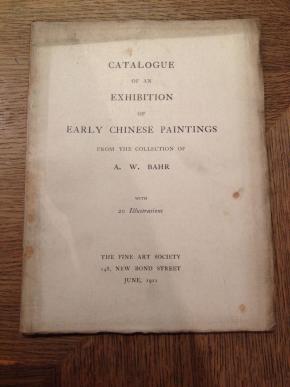 CATALOGUE
OF AN
EXHIBITION
OF
EARLY CHINESE PAINTINGS
FROM THE COLLECTION OF
A. W. BAHR
WITH
20 Illustrations
THE FINE ART SOCIETY
148, NEW BOND STREET
JUNE, 1911